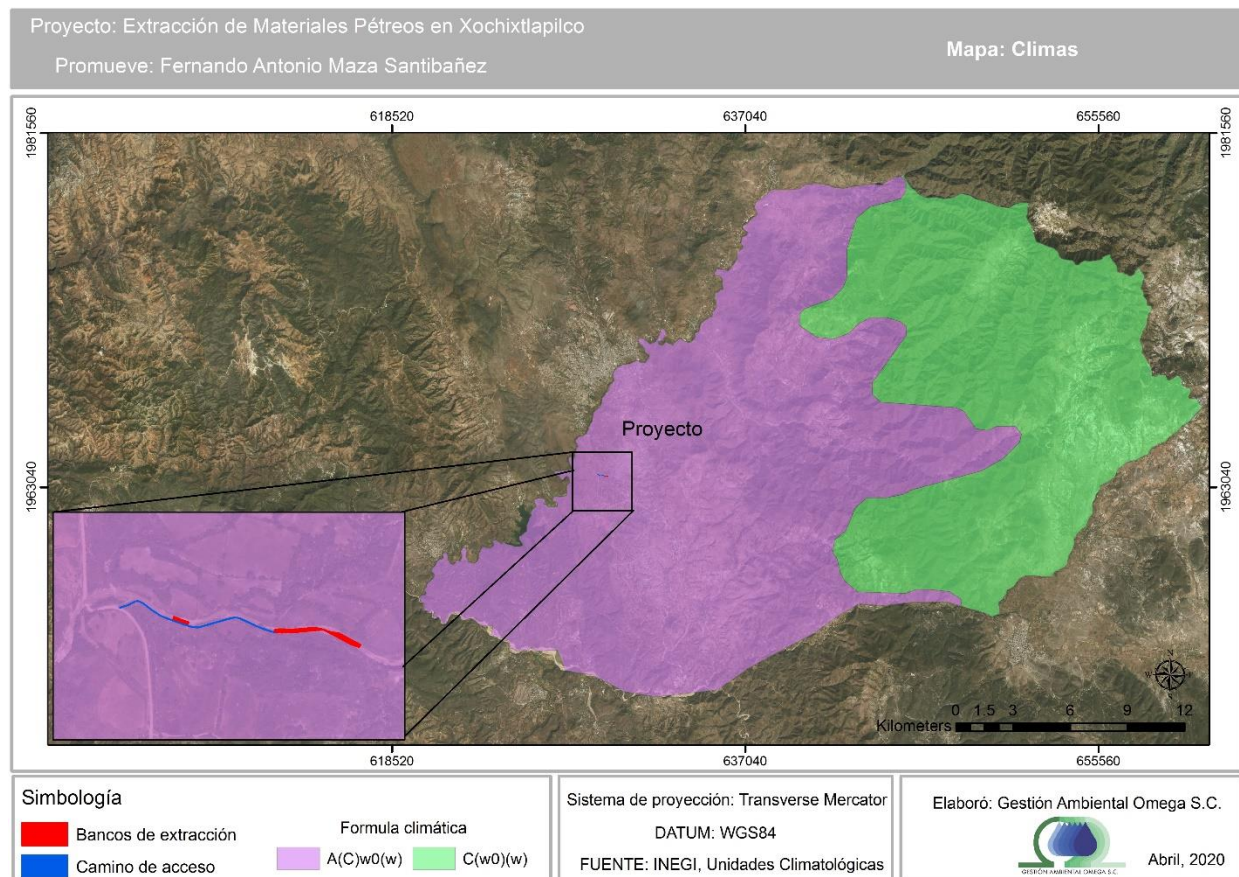 Proyecto: Extracción de Materiales Pétreos en Xochixtlapilco
Promueve: Fernando Antonio Maza Santibañez
Mapa: Climas
618520 637040 655560
1981560 1981560
Proyecto
1963040 1963040
N
W E
S
0 1.5 3 6 9 12
Kilometers
618520 637040 655560
Simbología
Bancos de extracción
Camino de acceso
Formula climática
A(C)w0(w) C(w0)(w)
Sistema de proyección: Transverse Mercator
DATUM: WGS84
FUENTE: INEGI, Unidades Climatológicas
Elaboró: Gestión Ambiental Omega S.C.
GESTIÓN AMBIENTAL OMEGA S.C.
Abril, 2020